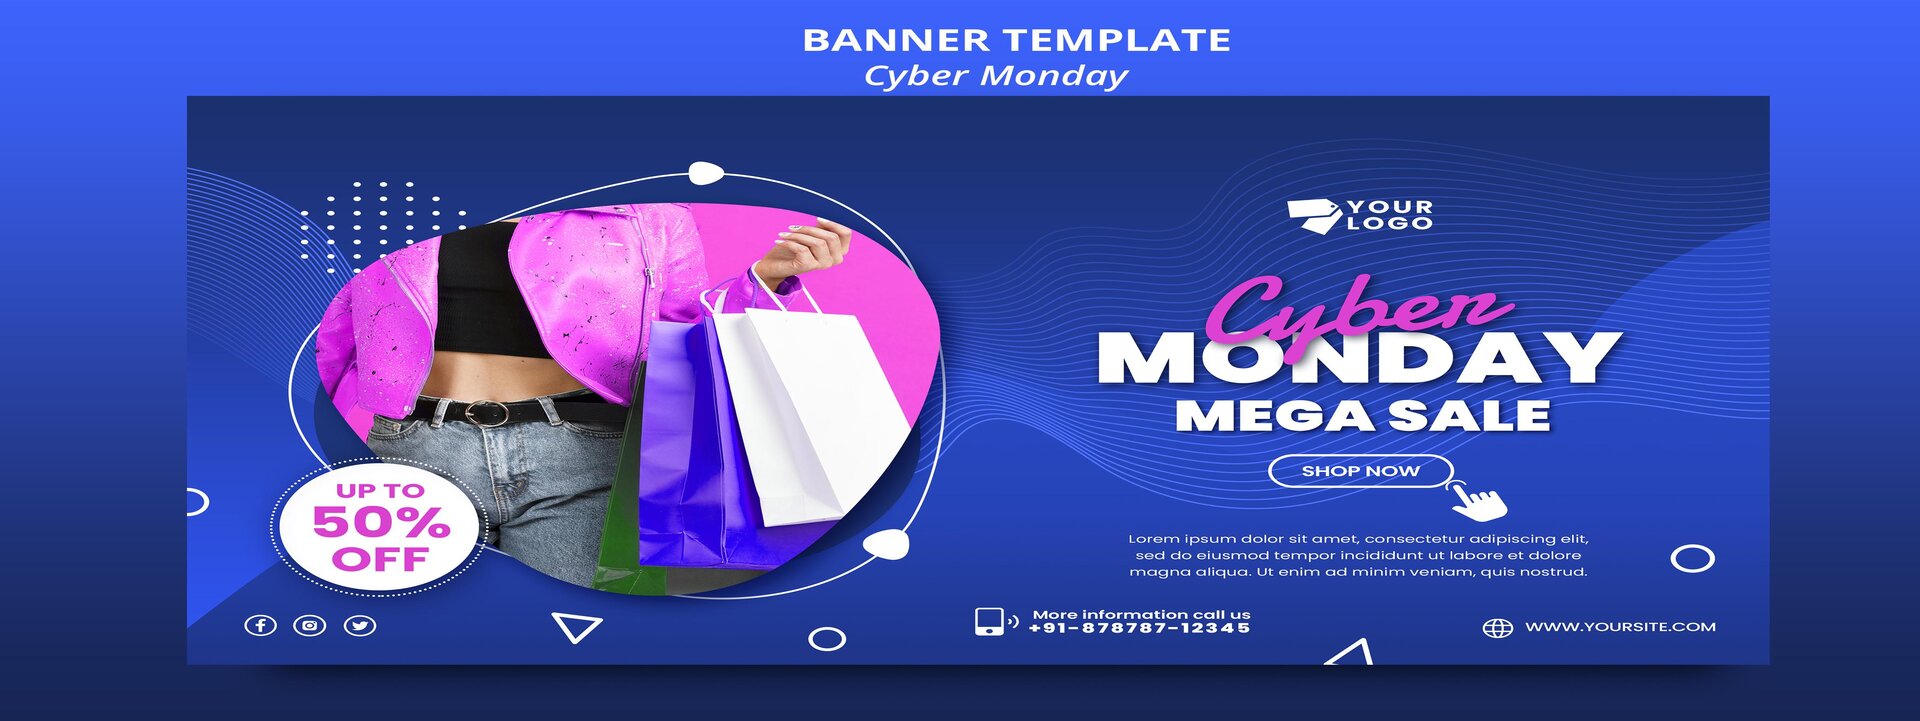 BANNER TEMPLATE
Cyber Monday
YOUR
LOGO
Cyber
MONDAY
MEGA SALE
SHOP NOW
UP TO
50%
OFF
Lorem ipsum dolor sit amet, consectetur adipiscing elit,
sed do eiusmod tempor incididunt ut labore et dolore
magna aliqua. Ut enim ad minim veniam, quis nostrud.
More information call us
+91-878787-12345
WWW.YOURSITE.COM